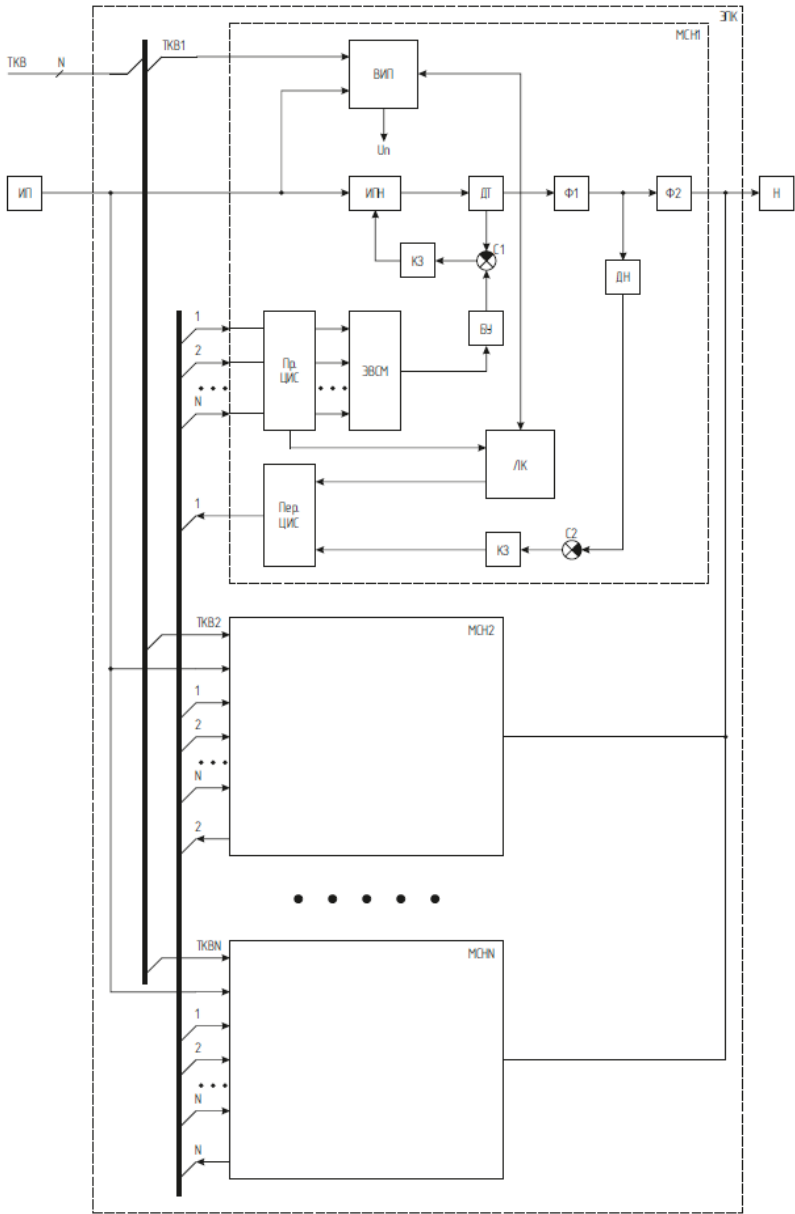 ЭПК
МСН1
ТКВ N
ТКВ1
ВИП
Uп
ИП
ИПН
ДТ
Ф1
Ф2
Н
КЗ
С1
ДН
БУ
1
2
N
Пр.
ЦИС
ЭВСМ
ЛК
1
Пер.
ЦИС
КЗ
С2
ТКВ2
МСН2
1
2
N
2
ТКВN
МСНN
1
2
N
N